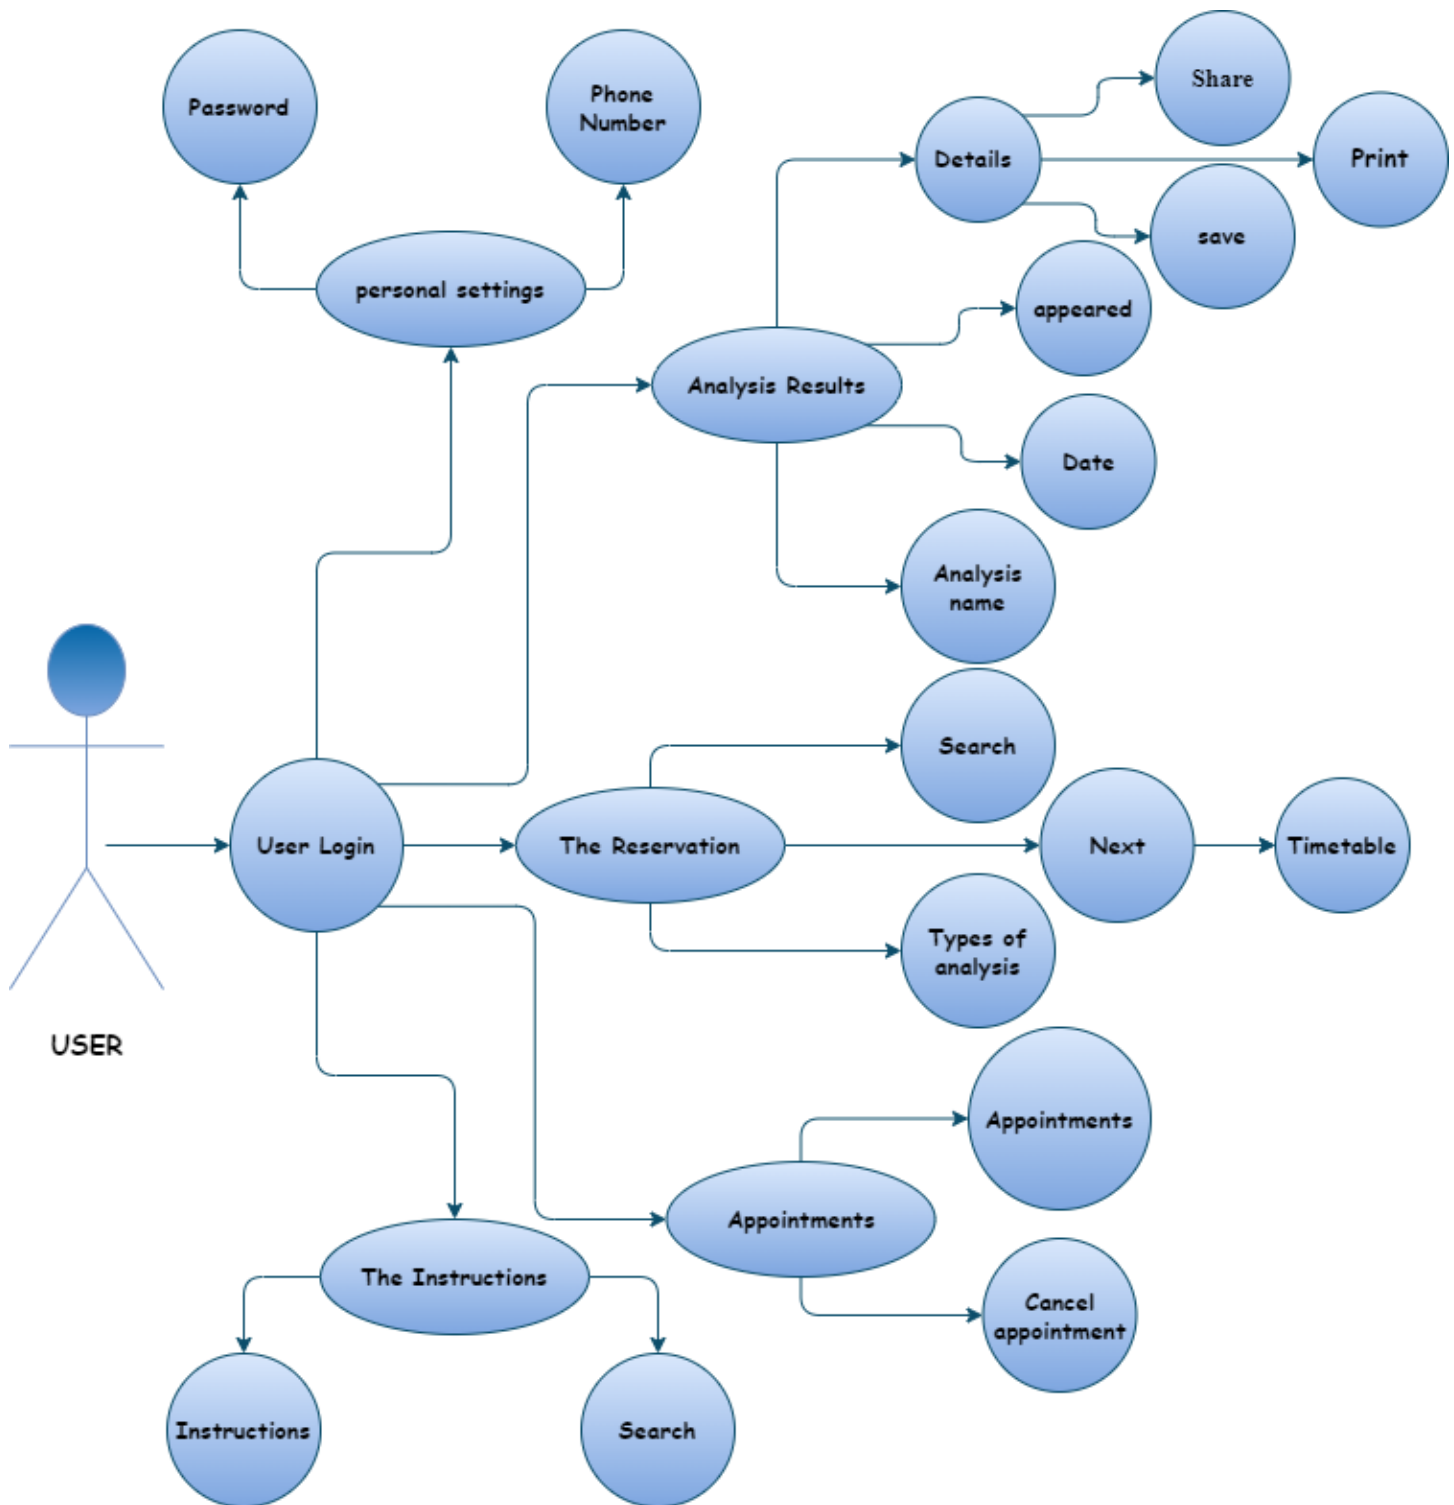 Password
Phone
Number
Share
Details
Print
save
personal settings
appeared
Analysis Results
Date
Analysis
name
Search
User Login
The Reservation
Next
Timetable
Types of
analysis
USER
Appointments
Appointments
The Instructions
Cancel
appointment
Instructions
Search